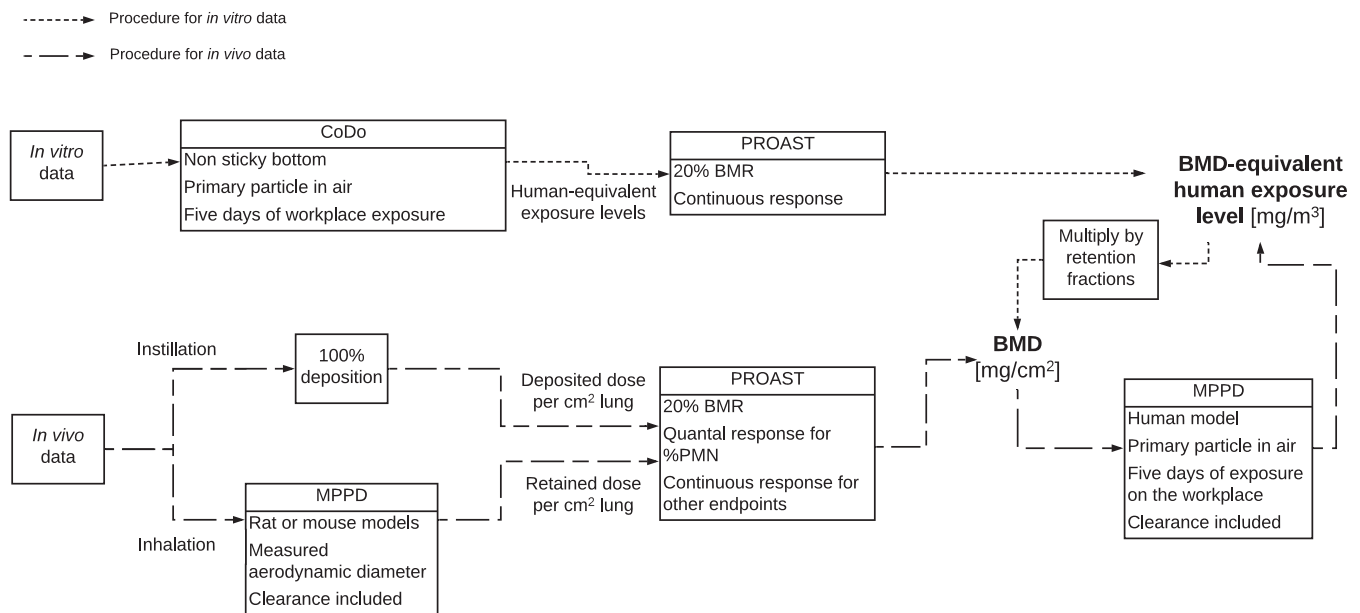 Procedure for in vitro data
Procedure for in vivo data
In vitro
data
CoDo
Non sticky bottom
Primary particle in air
Five days of workplace exposure
Human-equivalent
exposure levels
PROAST
20% BMR
Continuous response
BMD-equivalent
human exposure
level [mg/m³]
Multiply by
retention
fractions
BMD
[mg/cm²]
In vivo
data
Instillation
100%
deposition
Deposited dose
per cm² lung
Inhalation
MPPD
Rat or mouse models
Measured
aerodynamic diameter
Clearance included
Retained dose
per cm² lung
PROAST
20% BMR
Quantal response for
%PMN
Continuous response for
other endpoints
MPPD
Human model
Primary particle in air
Five days of exposure
on the workplace
Clearance included